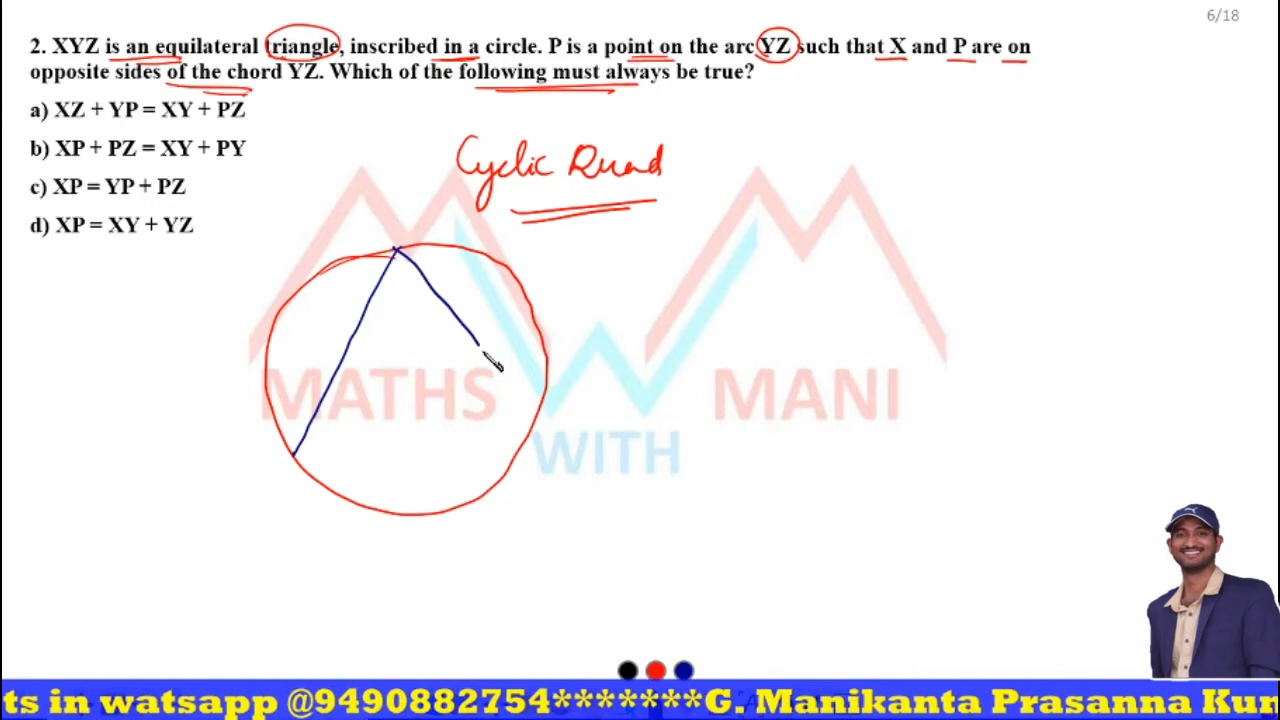 6/18
2. XYZ is an equilateral triangle, inscribed in a circle. P is a point on the arc YZ such that X and P are on
opposite sides of the chord YZ. Which of the following must always be true?
a) XZ + YP = XY + PZ
b) XP + PZ = XY + PY
c) XP = YP + PZ
d) XP = XY + YZ
Cyclic Quad
MATHS MANI
WITH
ts in watsapp @9490882754*******G. Manikanta Prasanna Kur